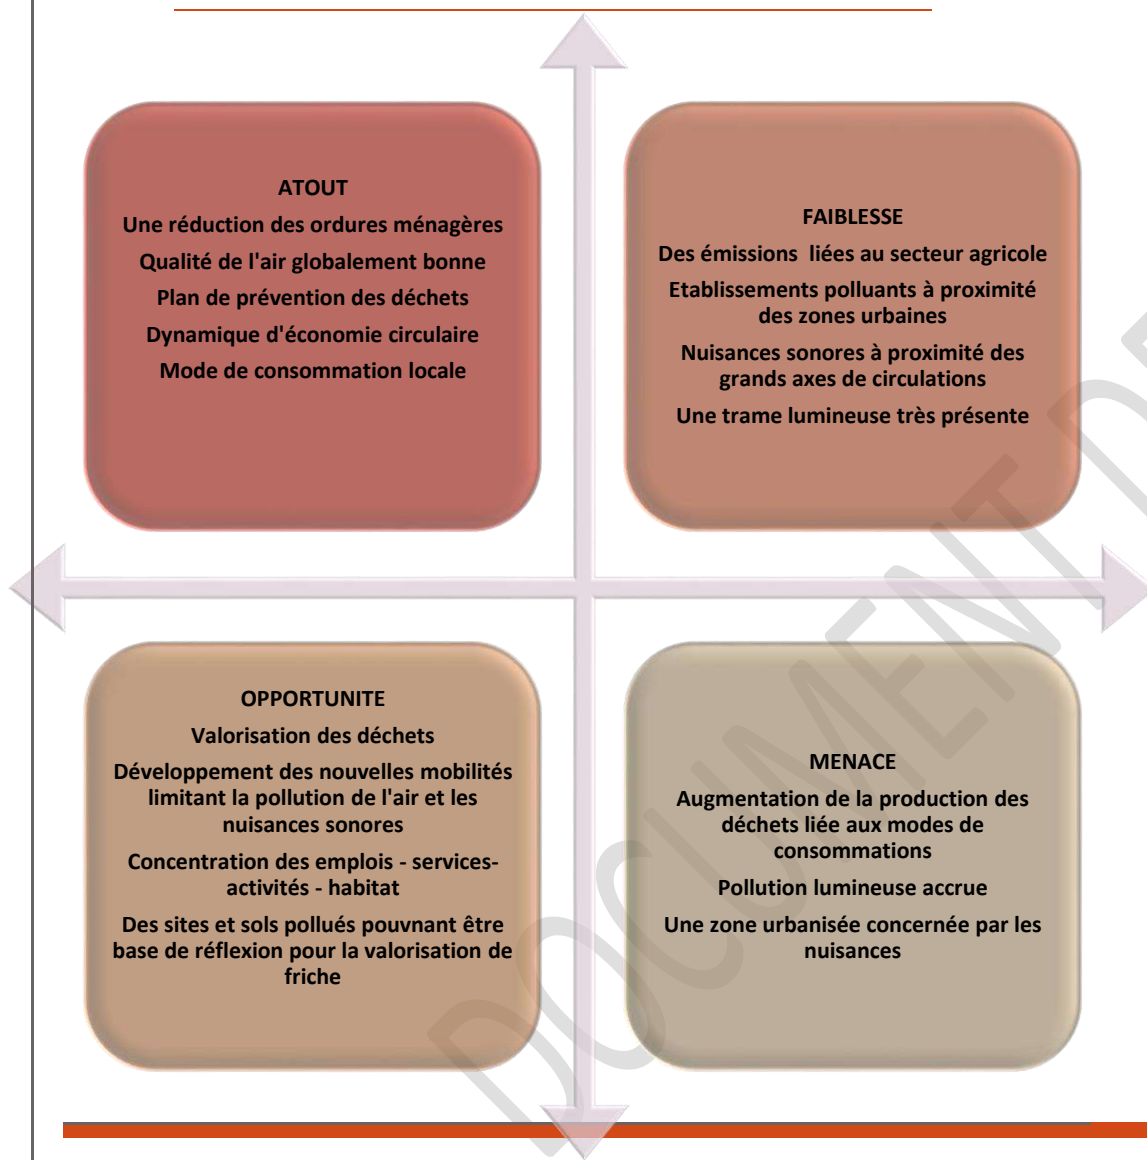 ATOUT
Une réduction des ordures ménagères
Qualité de l'air globalement bonne
Plan de prévention des déchets
Dynamique d'économie circulaire
Mode de consommation locale
FAIBLESSE
Des émissions  liées au secteur agricole
Etablissements polluants à proximité
des zones urbaines
Nuisances sonores à proximité des
grands axes de circulations
Une trame lumineuse très présente
OPPORTUNITE
Valorisation des déchets
Développement des nouvelles mobilités
limitant la pollution de l'air et les
nuisances sonores
Concentration des emplois - services-
activités - habitat
Des sites et sols pollués pouvnant être
base de réflexion pour la valorisation de
friche
MENACE
Augmentation de la production des
déchets liée aux modes de
consommations
Pollution lumineuse accrue
Une zone urbanisée concernée par les
nuisances
DOCUMENT